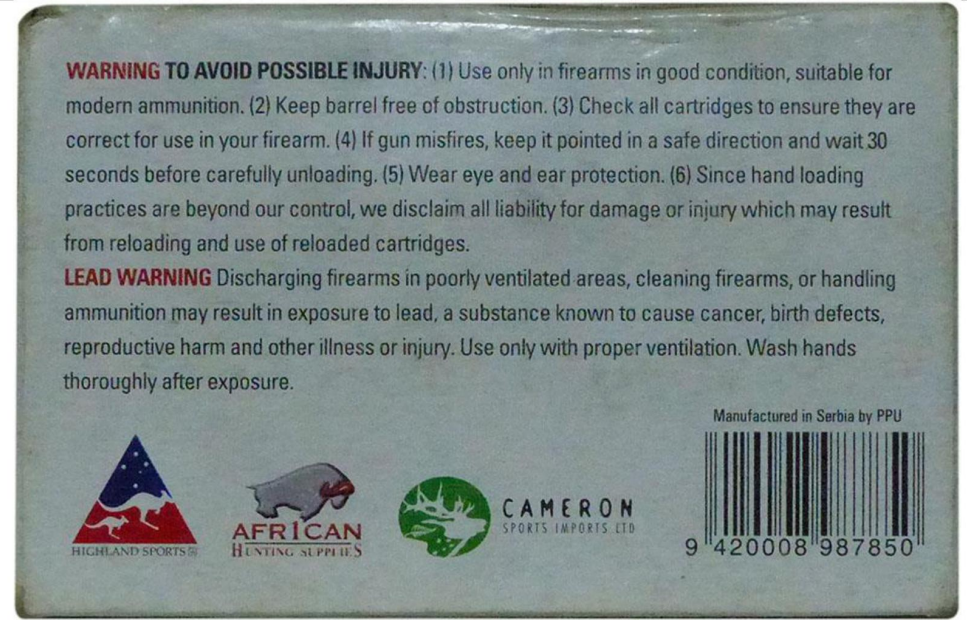 WARNING TO AVOID POSSIBLE INJURY: (1) Use only in firearms in good condition, suitable for
modern ammunition. (2) Keep barrel free of obstruction. (3) Check all cartridges to ensure they are
correct for use in your firearm. (4) If gun misfires, keep it pointed in a safe direction and wait 30
seconds before carefully unloading. (5) Wear eye and ear protection. (6) Since hand loading
practices are beyond our control, we disclaim all liability for damage or injury which may result
from reloading and use of reloaded cartridges.
LEAD WARNING Discharging firearms in poorly ventilated areas, cleaning firearms, or handling
ammunition may result in exposure to lead, a substance known to cause cancer, birth defects,
reproductive harm and other illness or injury. Use only with proper ventilation. Wash hands
thoroughly after exposure.
Manufactured in Serbia by PPU
HIGHLAND SPORTS
AFR1CAN
HUNTING SUPPLIES
CAMERON
SPORTS IMPORTS LTD
9 420008 987850